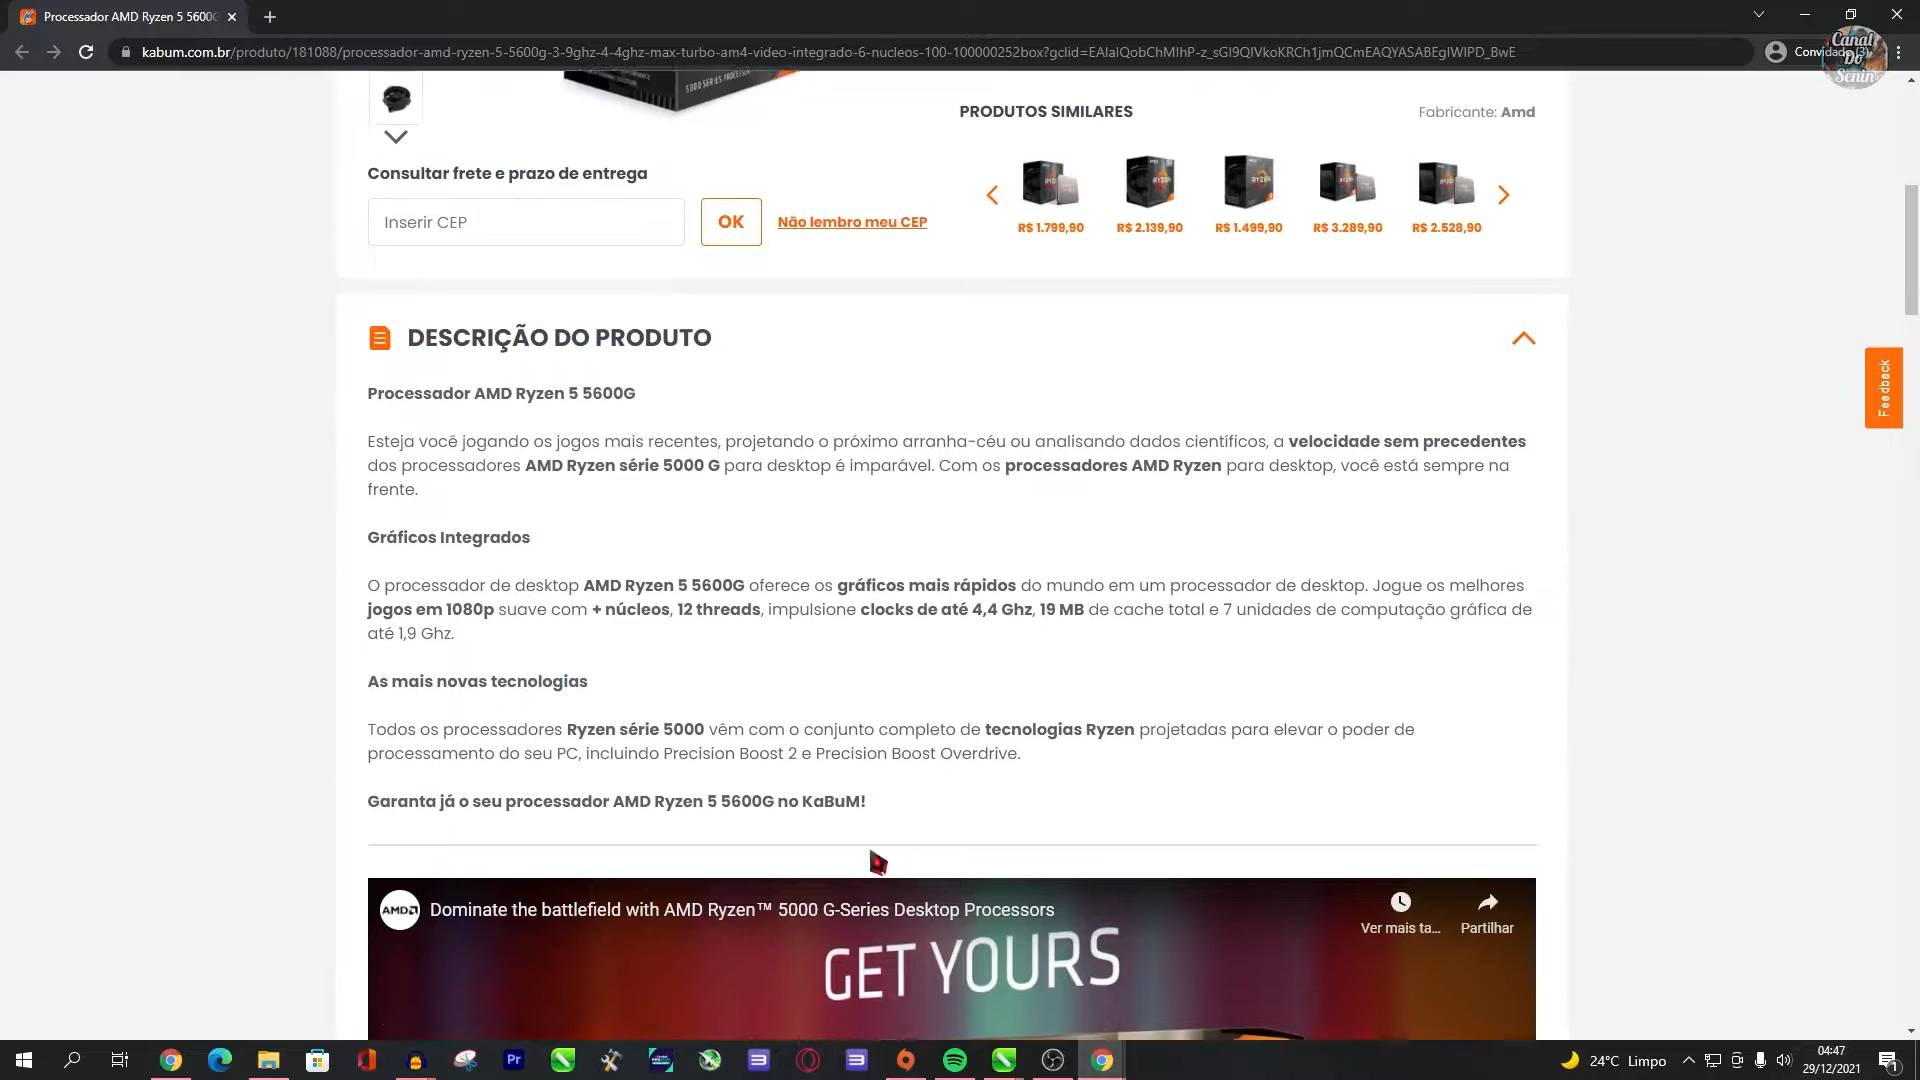 Processador AMD Ryzen 5 5600G
kabum.com.br/produto/181088/processador-amd-ryzen-5-5600g-3-9ghz-4-4ghz-max-turbo-am4-video-integrado-6-nucleos-100-100000252box?gclid=EAIaIQobChMIhP-z_sGI9QIVkoKRCh1jmQCmEAQYASABEgIWIPD_BwE
Convidado (3)
Canal
Do
Senin
5000 SERIES PROCESSOR
PRODUTOS SIMILARES
Fabricante: Amd
Consultar frete e prazo de entrega
Inserir CEP
OK
Não lembro meu CEP
R$ 1.799,90
R$ 2.139,90
R$ 1.499,90
R$ 3.289,90
R$ 2.528,90
DESCRIÇÃO DO PRODUTO
Feedback
Processador AMD Ryzen 5 5600G
Esteja você jogando os jogos mais recentes, projetando o próximo arranha-céu ou analisando dados científicos, a velocidade sem precedentes
dos processadores AMD Ryzen série 5000 G para desktop é imparável. Com os processadores AMD Ryzen para desktop, você está sempre na
frente.
Gráficos Integrados
O processador de desktop AMD Ryzen 5 5600G oferece os gráficos mais rápidos do mundo em um processador de desktop. Jogue os melhores
jogos em 1080p suave com + núcleos, 12 threads, impulsione clocks de até 4,4 Ghz, 19 MB de cache total e 7 unidades de computação gráfica de
até 1,9 Ghz.
As mais novas tecnologias
Todos os processadores Ryzen série 5000 vêm com o conjunto completo de tecnologias Ryzen projetadas para elevar o poder de
processamento do seu PC, incluindo Precision Boost 2 e Precision Boost Overdrive.
Garanta já o seu processador AMD Ryzen 5 5600G no KaBuM!
AMD
Dominate the battlefield with AMD Ryzen™ 5000 G-Series Desktop Processors
Ver mais ta...
Partilhar
GET YOURS
Pr
24°C Limpo
04:47
29/12/2021
1